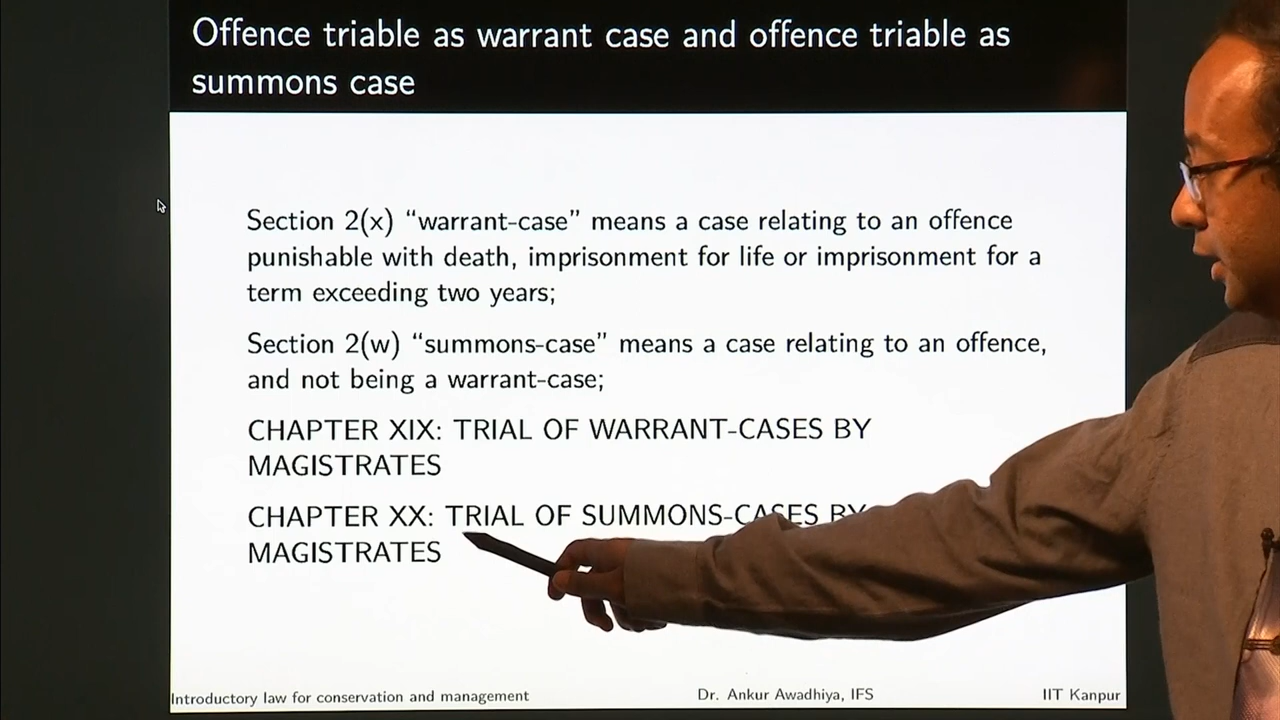 Offence triable as warrant case and offence triable as
summons case
Section 2(x) “warrant-case” means a case relating to an offence
punishable with death, imprisonment for life or imprisonment for a
term exceeding two years;
Section 2(w) “summons-case” means a case relating to an offence,
and not being a warrant-case;
CHAPTER XIX: TRIAL OF WARRANT-CASES BY
MAGISTRATES
CHAPTER XX: TRIAL OF SUMMONS-CASES BY
MAGISTRATES
Introductory law for conservation and management
Dr. Ankur Awadhiya, IFS
IIT Kanpur